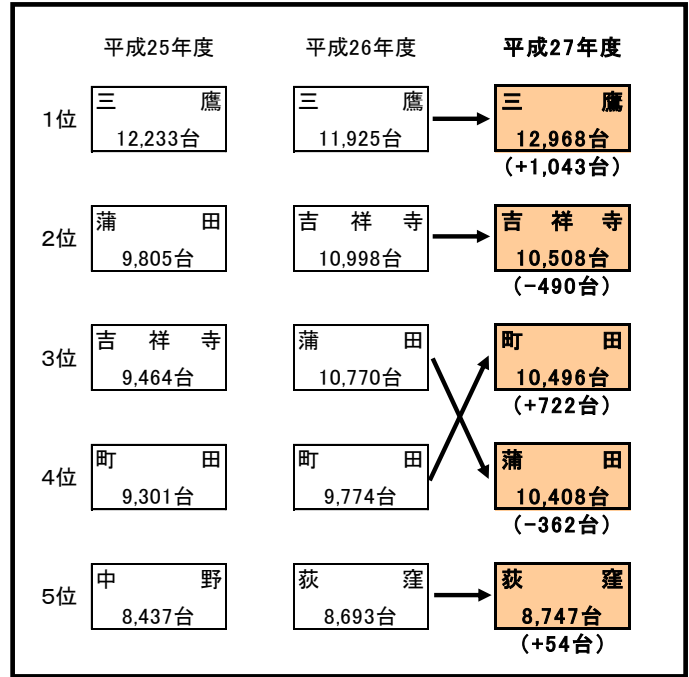 平成25年度 平成26年度 平成27年度
1位 三鷹 三鷹 三鷹
12,233台 11,925台 12,968台
(+1,043台)
2位 蒲田 吉祥寺 吉祥寺
9,805台 10,998台 10,508台
(-490台)
3位 吉祥寺 蒲田 町田
9,464台 10,770台 10,496台
(+722台)
4位 町田 町田 蒲田
9,301台 9,774台 10,408台
(-362台)
5位 中野 荻窪 荻窪
8,437台 8,693台 8,747台
(+54台)